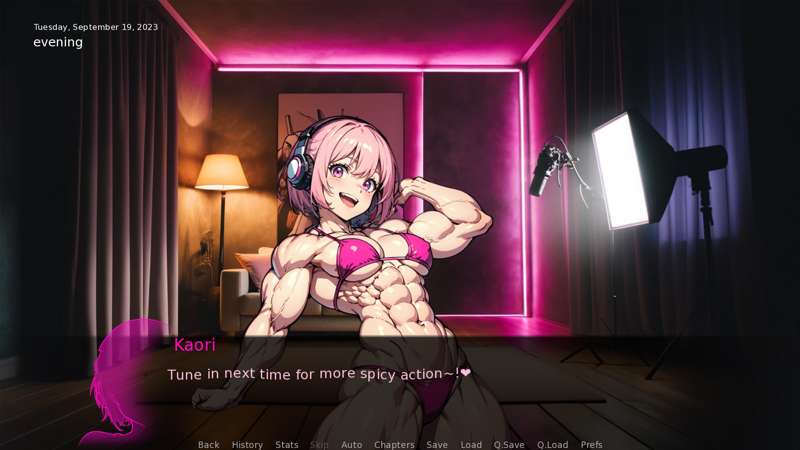 Tuesday, September 19, 2023
evening
Kaori
Tune in next time for more spicy action~!❤
Back History Stats Skip Auto Chapters Save Load Q.Save Q.Load Prefs